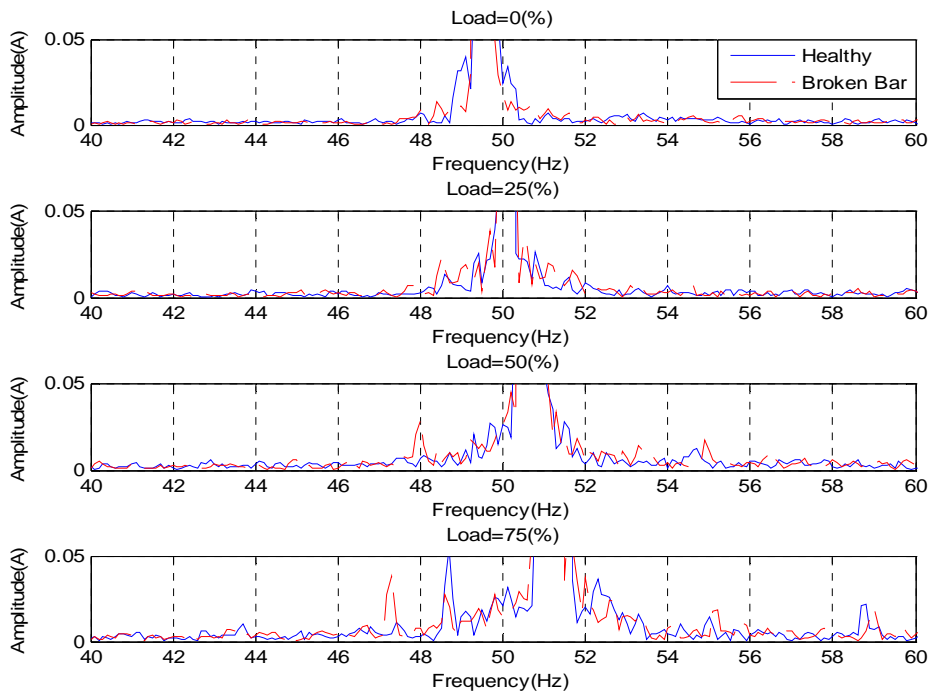 Load=0(%)
0.05
Healthy
Broken Bar
Amplitude(A)
0
40 42 44 46 48 50 52 54 56 58 60
Frequency(Hz)
Load=25(%)
0.05
Amplitude(A)
0
40 42 44 46 48 50 52 54 56 58 60
Frequency(Hz)
Load=50(%)
0.05
Amplitude(A)
0
40 42 44 46 48 50 52 54 56 58 60
Frequency(Hz)
Load=75(%)
0.05
Amplitude(A)
0
40 42 44 46 48 50 52 54 56 58 60
Frequency(Hz)